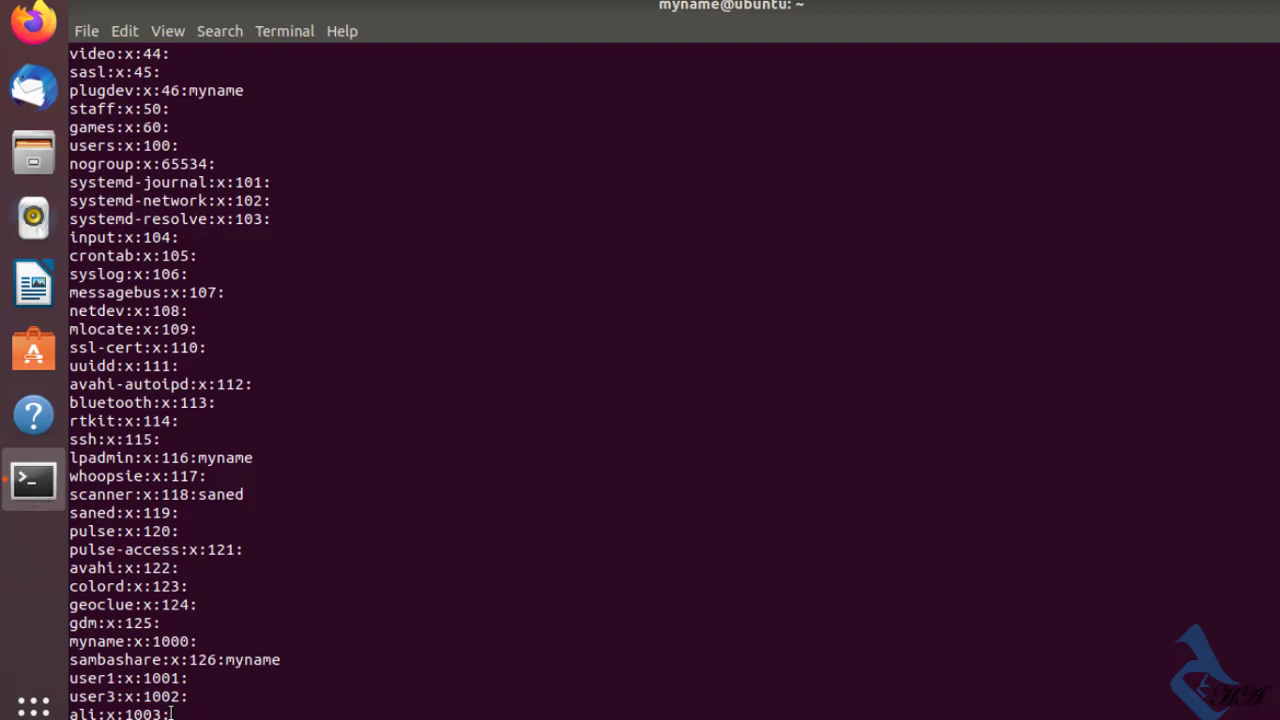 myname@ubuntu: ~
File Edit View Search Terminal Help
video:x:44:
sasl:x:45:
plugdev:x:46:myname
staff:x:50:
games:x:60:
users:x:100:
nogroup:x:65534:
systemd-journal:x:101:
systemd-network:x:102:
systemd-resolve:x:103:
input:x:104:
crontab:x:105:
syslog:x:106:
messagebus:x:107:
netdev:x:108:
mlocate:x:109:
ssl-cert:x:110:
uuidd:x:111:
avahi-autoipd:x:112:
bluetooth:x:113:
rtkit:x:114:
ssh:x:115:
lpadmin:x:116:myname
whoopsie:x:117:
scanner:x:118:saned
saned:x:119:
pulse:x:120:
pulse-access:x:121:
avahi:x:122:
colord:x:123:
geoclue:x:124:
gdm:x:125:
myname:x:1000:
sambashare:x:126:myname
user1:x:1001:
user3:x:1002:
ali:x:1003: